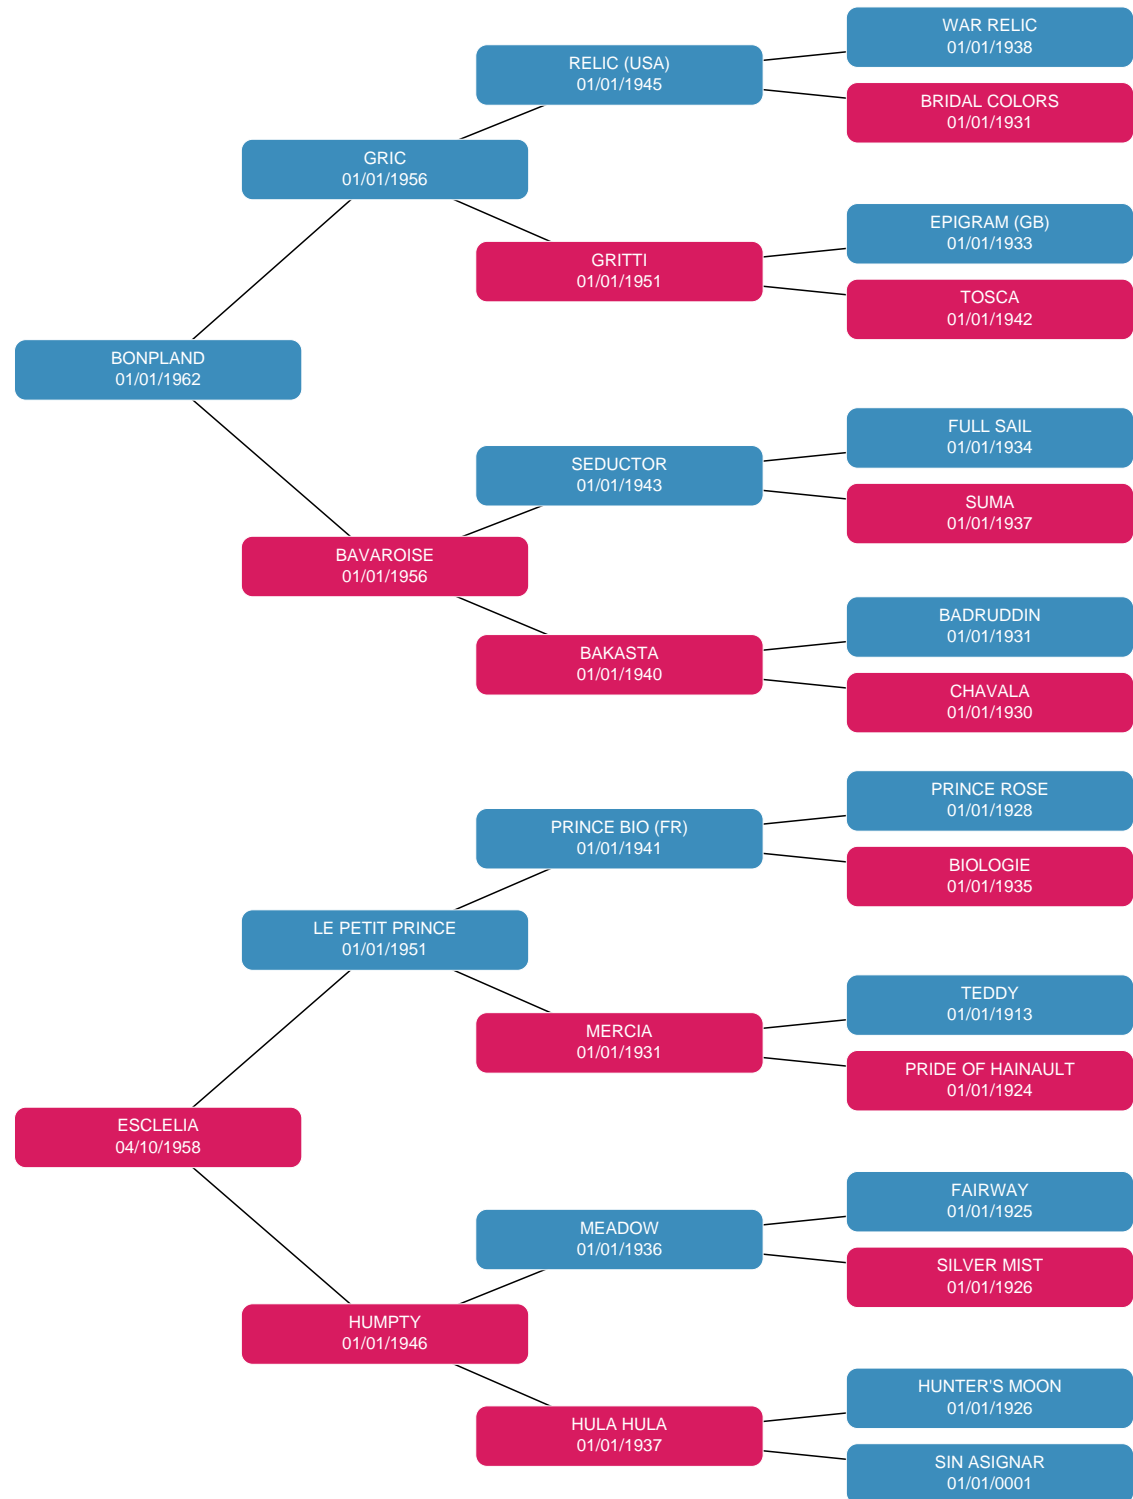 WAR RELIC
01/01/1938
RELIC (USA)
01/01/1945
BRIDAL COLORS
01/01/1931
GRIC
01/01/1956
EPIGRAM (GB)
01/01/1933
GRITTI
01/01/1951
TOSCA
01/01/1942
BONPLAND
01/01/1962
FULL SAIL
01/01/1934
SEDUCTOR
01/01/1943
SUMA
01/01/1937
BAVAROISE
01/01/1956
BADRUDDIN
01/01/1931
BAKASTA
01/01/1940
CHAVALA
01/01/1930
PRINCE ROSE
01/01/1928
PRINCE BIO (FR)
01/01/1941
BIOLOGIE
01/01/1935
LE PETIT PRINCE
01/01/1951
TEDDY
01/01/1913
MERCIA
01/01/1931
PRIDE OF HAINAULT
01/01/1924
ESCLELIA
04/10/1958
FAIRWAY
01/01/1925
MEADOW
01/01/1936
SILVER MIST
01/01/1926
HUMPTY
01/01/1946
HUNTER'S MOON
01/01/1926
HULA HULA
01/01/1937
SIN ASIGNAR
01/01/0001